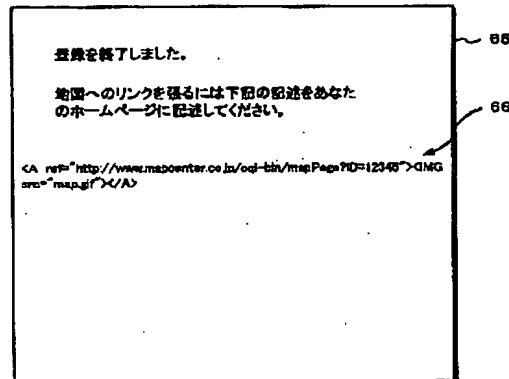 登録を終了しました。
65
地図へのリンクを張るには下記の記述をあなた
のホームページに記述してください。
66
<A ref="http://www.mapcenter.co.jp/cgi-bin/mapPage?ID=12345"><IMG
src="map.gif"></A>